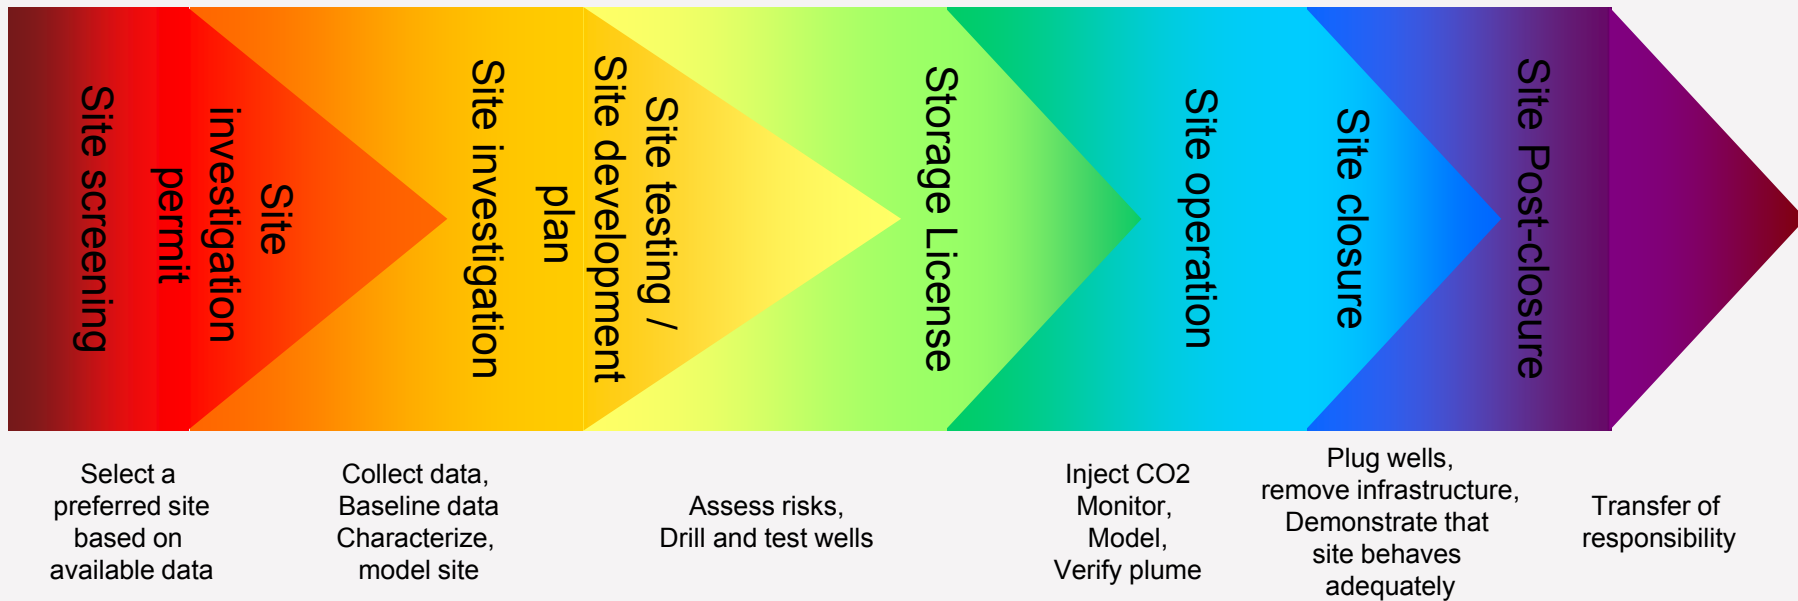 Site screening
Site
investigation
permit
Site investigation
Site testing /
Site development
plan
Storage License
Site operation
Site closure
Site Post-closure
Select a
preferred site
based on
available data
Collect data,
Baseline data
Characterize,
model site
Assess risks,
Drill and test wells
Inject CO2
Monitor,
Model,
Verify plume
Plug wells,
remove infrastructure,
Demonstrate that
site behaves
adequately
Transfer of
responsibility